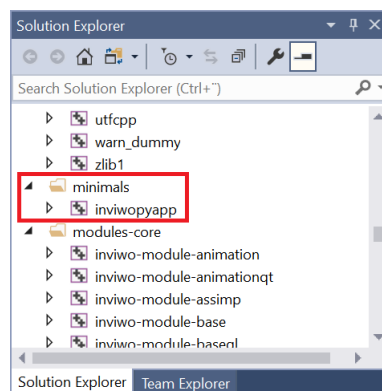 Solution Explorer
Search Solution Explorer (Ctrl+¨)
utfcpp
warn_dummy
zlib1
minimals
inviwopyapp
modules-core
inviwo-module-animation
inviwo-module-animationqt
inviwo-module-assimp
inviwo-module-base
inviwo-module-basegl
Solution Explorer Team Explorer